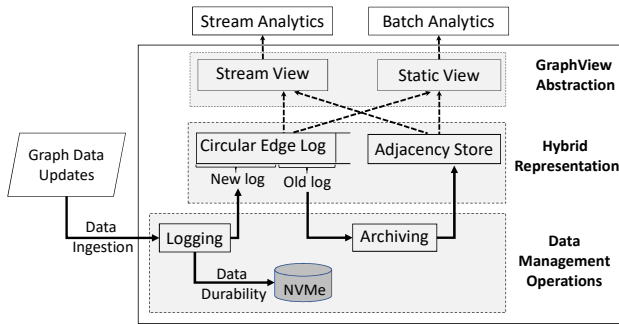 Stream Analytics
Batch Analytics
Stream View
Static View
GraphView
Abstraction
Circular Edge Log
Adjacency Store
Hybrid
Representation
New log
Old log
Graph Data
Updates
Data
Ingestion
Logging
Archiving
Data
Durability
NVMe
Data
Management
Operations